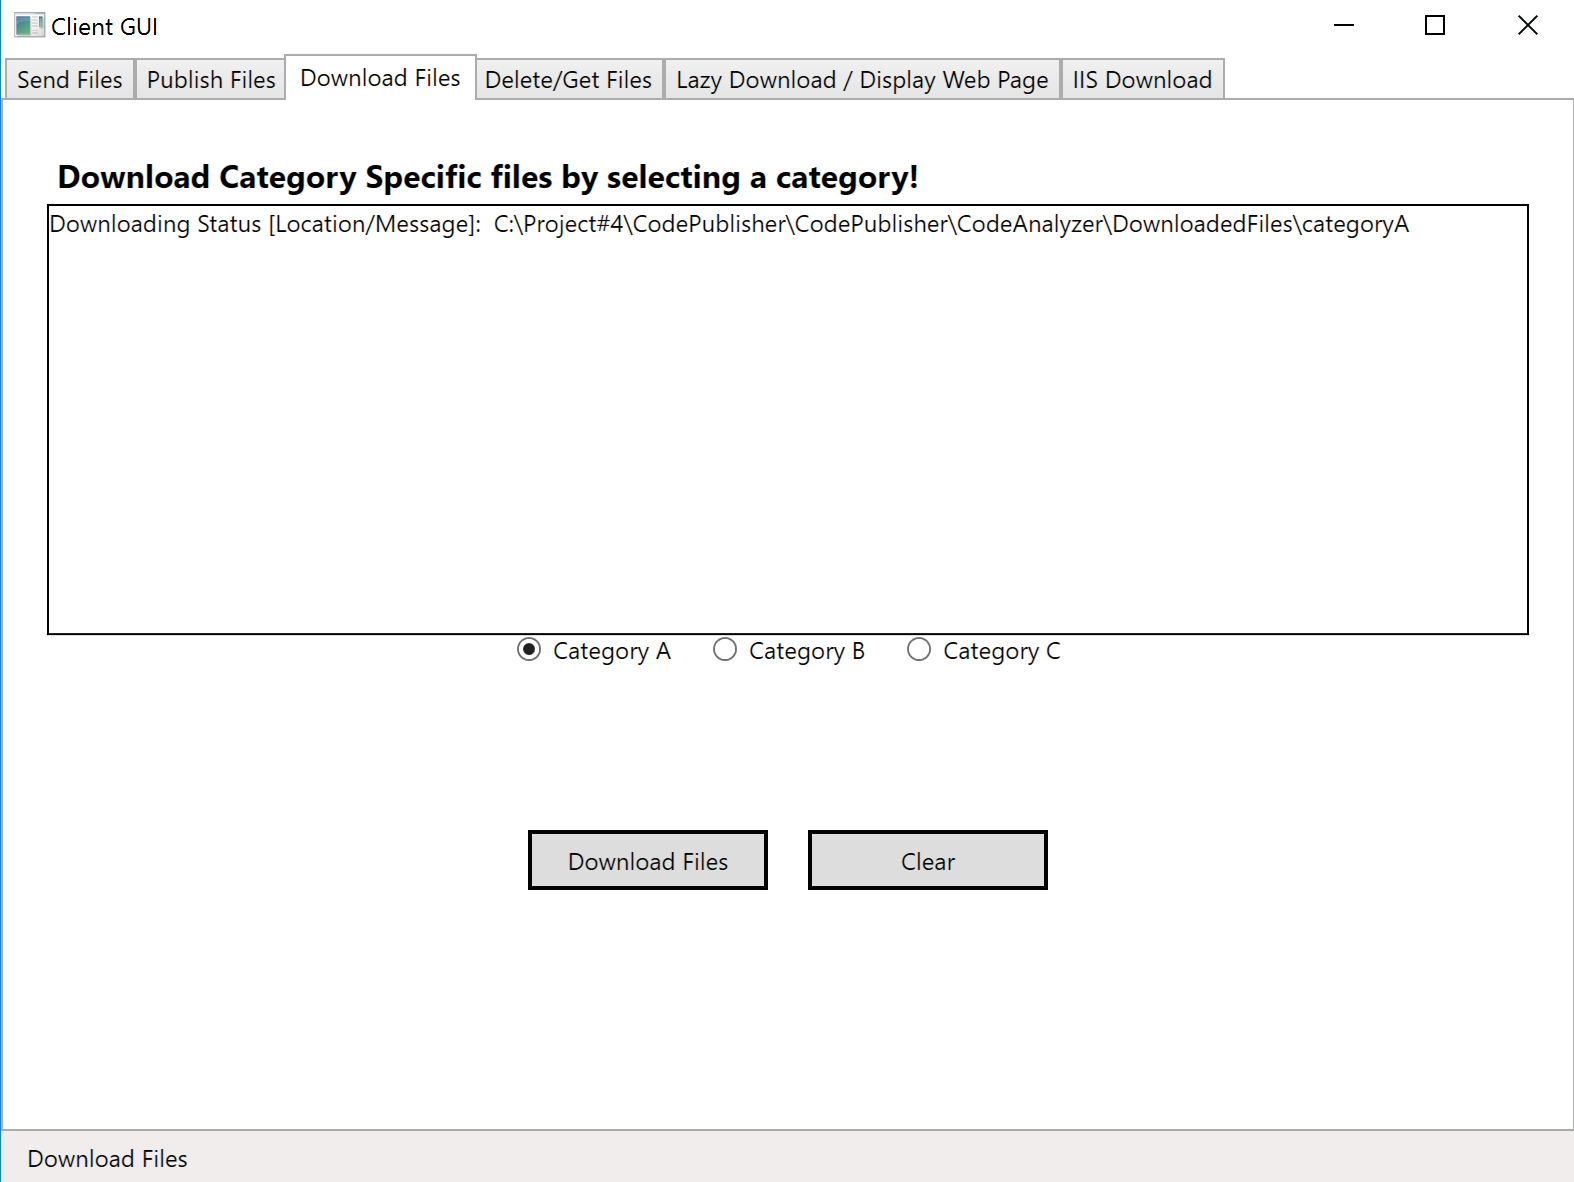 Client GUI
Send Files Publish Files Download Files Delete/Get Files Lazy Download / Display Web Page IIS Download
Download Category Specific files by selecting a category!
Downloading Status [Location/Message]:  C:\Project#4\CodePublisher\CodePublisher\CodeAnalyzer\DownloadedFiles\categoryA
Category A Category B Category C
Download Files Clear
Download Files